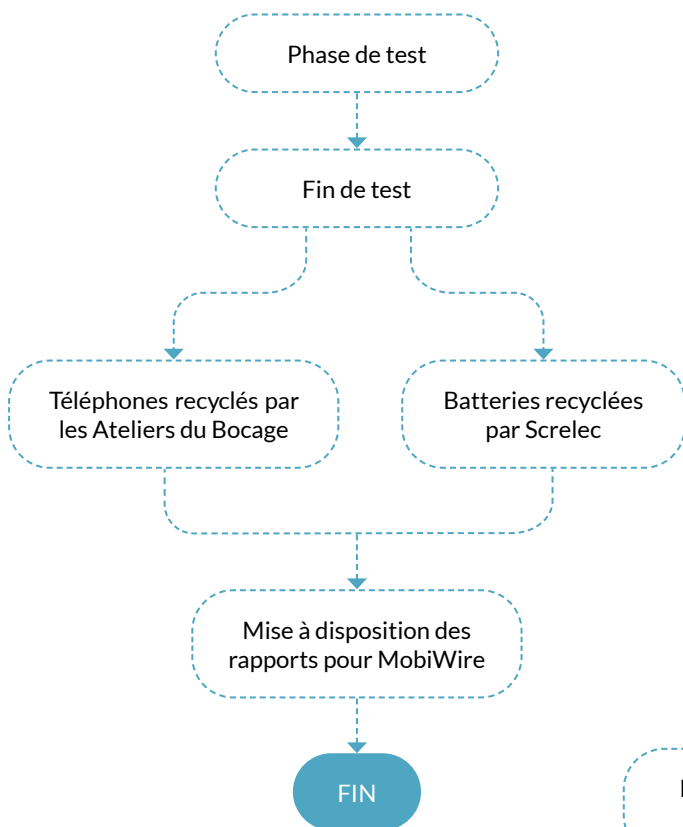 Phase de test
Fin de test
Téléphones recyclés par
les Ateliers du Bocage
Batteries recyclées
par Screlec
Mise à disposition des
rapports pour MobiWire
FIN